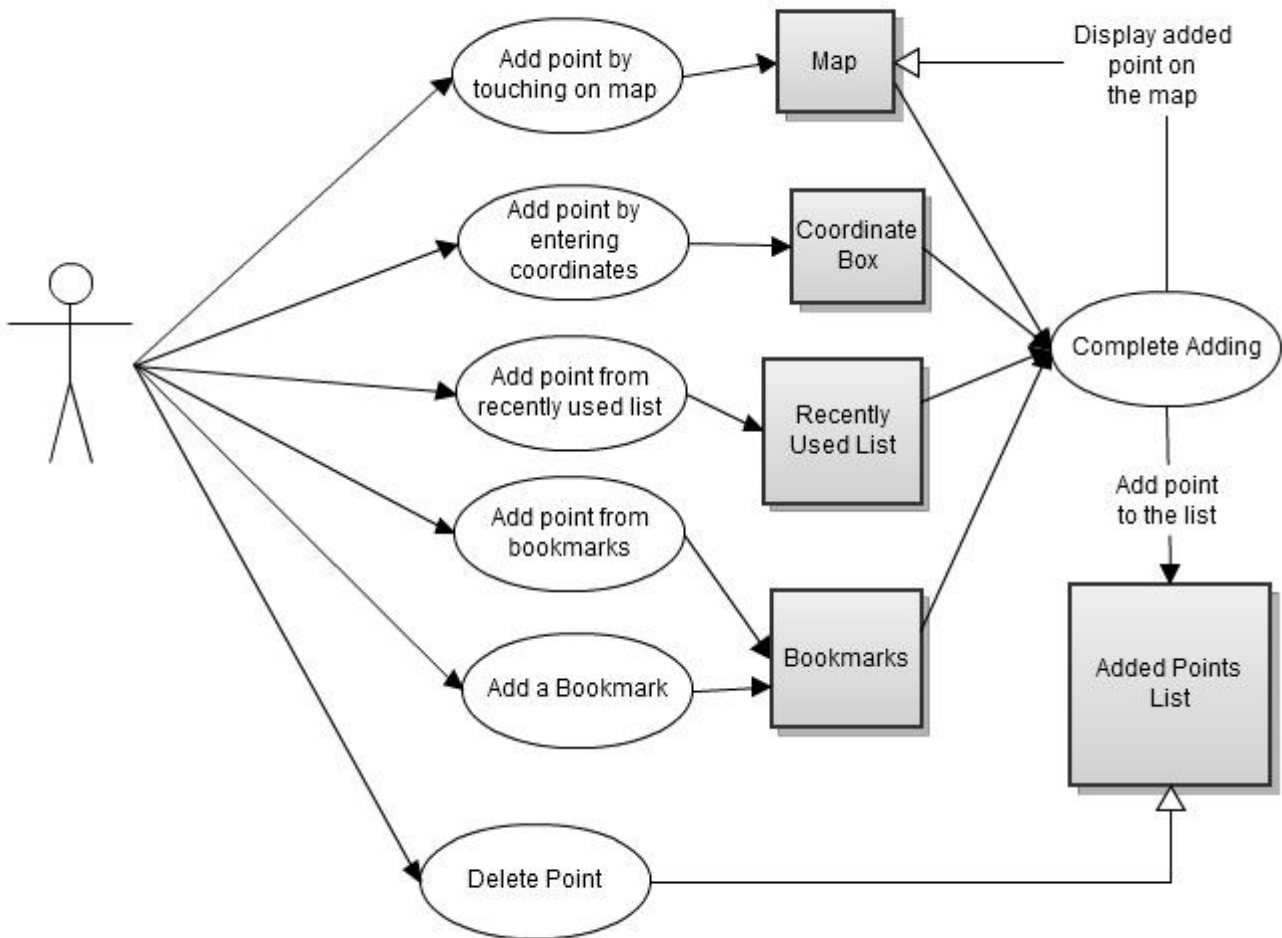 Add point by
touching on map
Map
Display added
point on
the map
Add point by
entering
coordinates
Coordinate
Box
Complete Adding
Add point from
recently used list
Recently
Used List
Add point
to the list
Add point from
bookmarks
Bookmarks
Add a Bookmark
Added Points
List
Delete Point